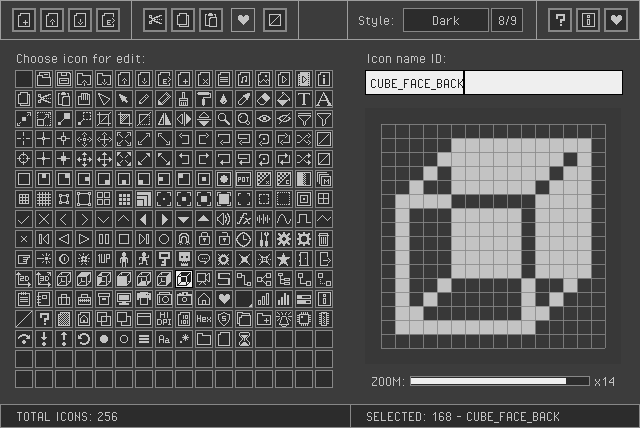 Style: Dark 8/9
Choose icon for edit:
Icon name ID:
CUBE_FACE_BACK
ZOOM: x14
TOTAL ICONS: 256
SELECTED: 168 - CUBE_FACE_BACK